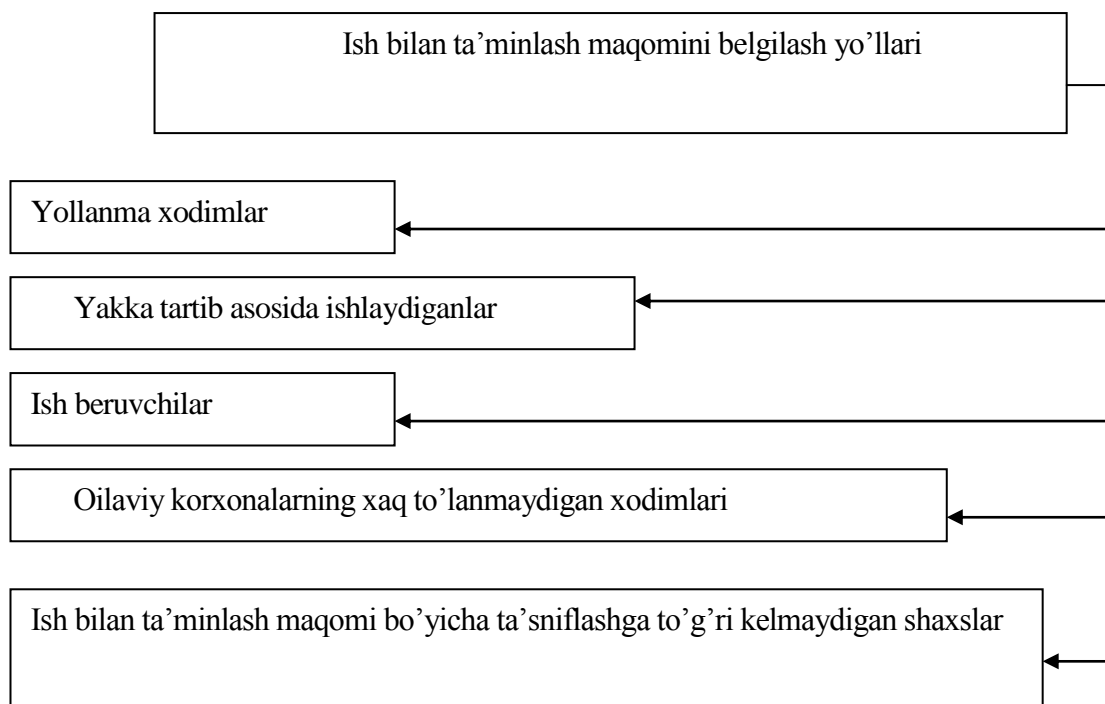 Ish bilan ta’minlash maqomini belgilash yo’llari
Yollanma xodimlar
Yakka tartib asosida ishlaydiganlar
Ish beruvchilar
Oilaviy korxonalarning xaq to’lanmaydigan xodimlari
Ish bilan ta’minlash maqomi bo’yicha ta’sniflashga to’g’ri kelmaydigan shaxslar